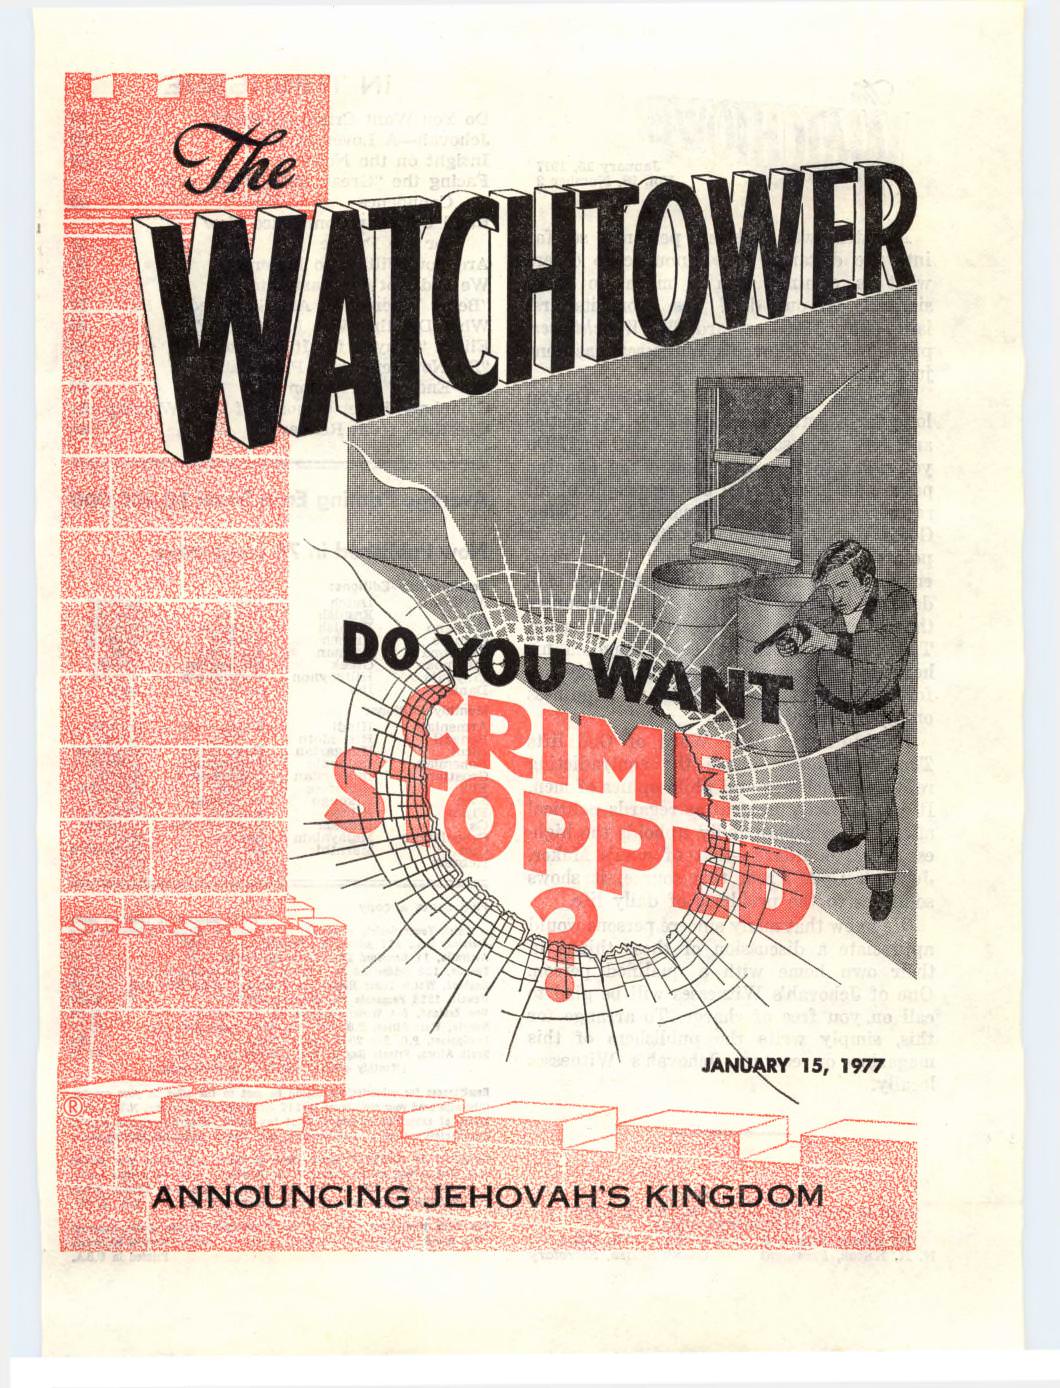 The
WATCHTOWER
DO YOU WANT
CRIME
STOPPED
?
JANUARY 15, 1977
®
ANNOUNCING JEHOVAH'S KINGDOM